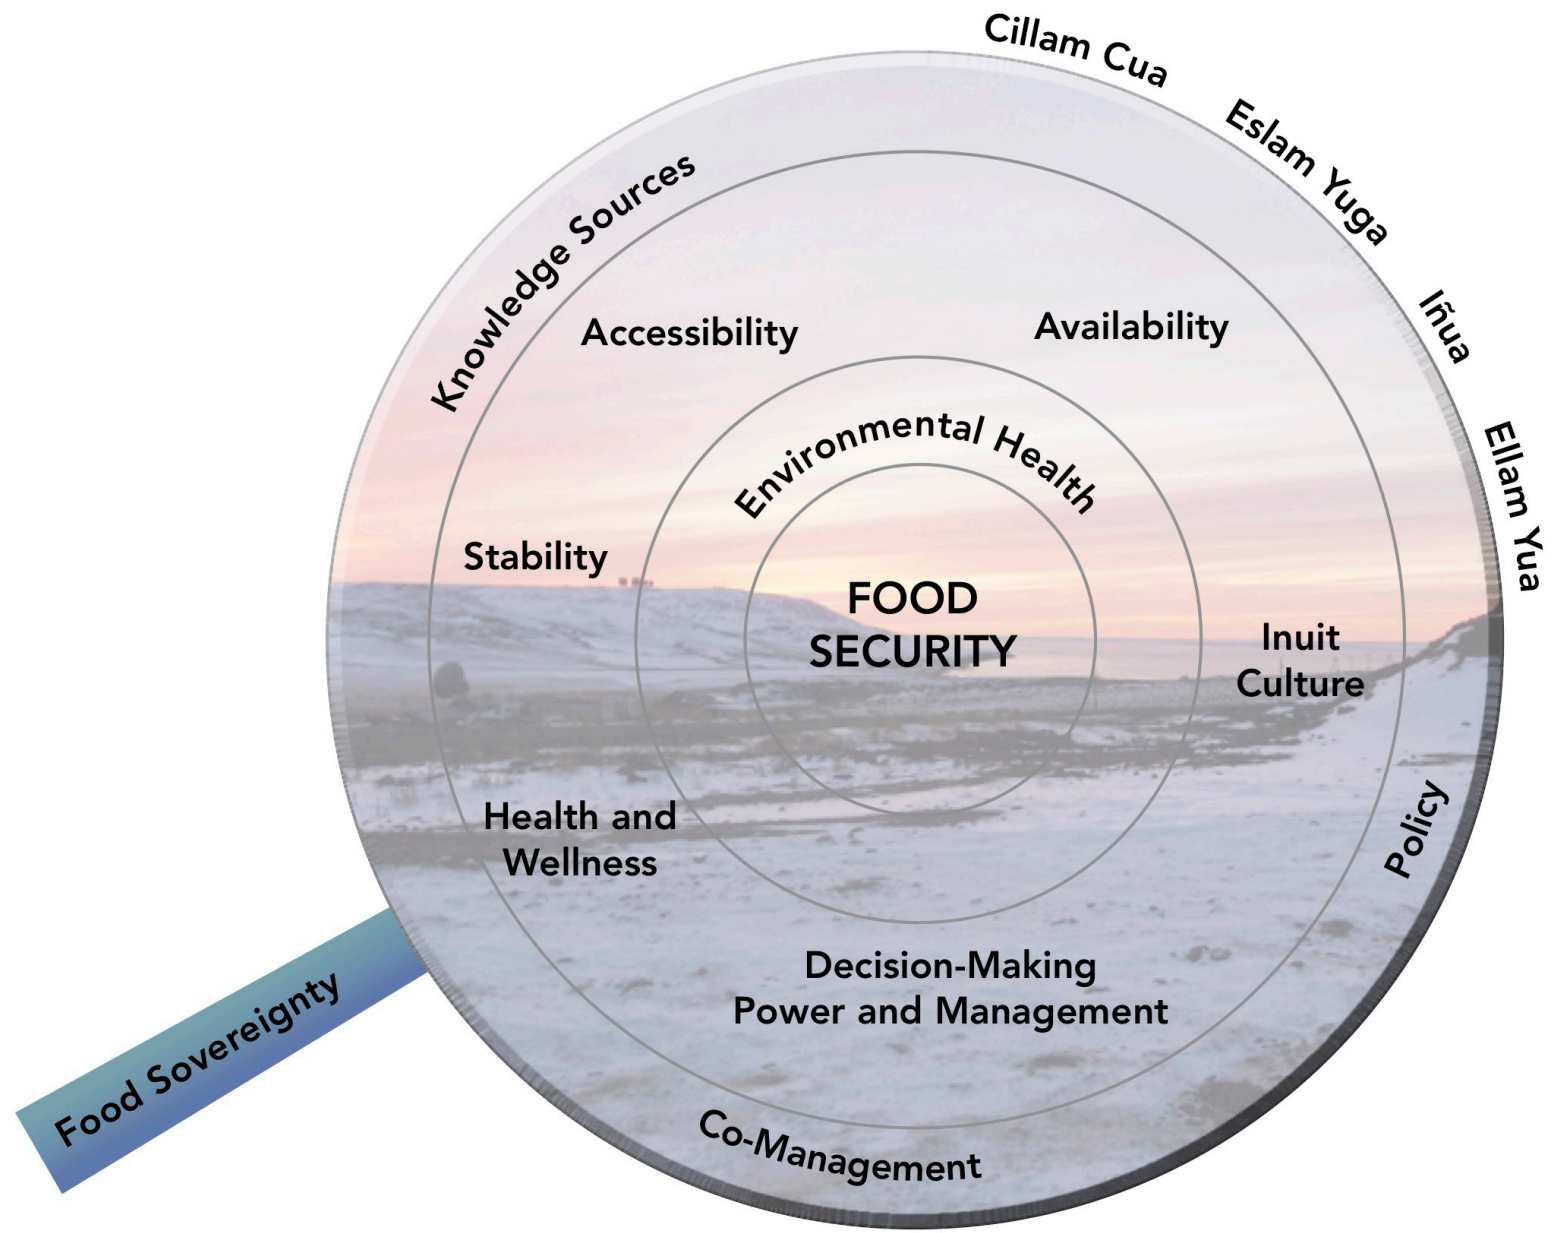 Cillam Cua
Eslam Yuga
Iñua
Ellam Yua
Knowledge Sources
Accessibility
Availability
Environmental Health
Stability
FOOD
SECURITY
Inuit
Culture
Health and
Wellness
Policy
Decision-Making
Power and Management
Co-Management
Food Sovereignty